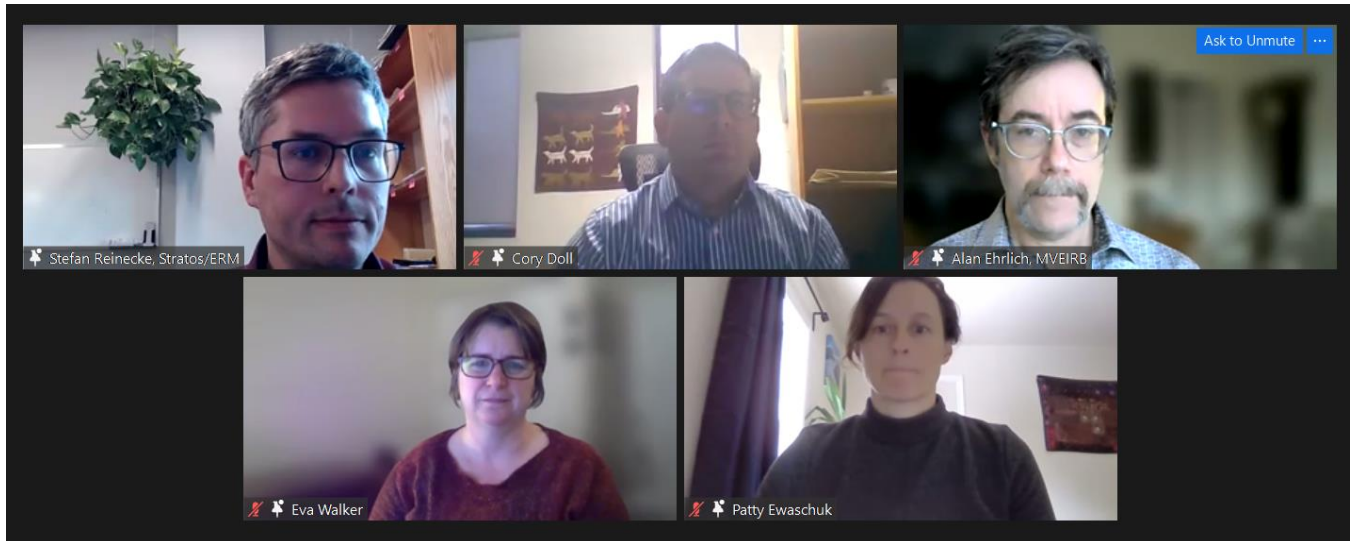 Ask to Unmute
Stefan Reinecke, Stratos/ERM
Cory Doll
Alan Ehrlich, MVEIRB
Eva Walker
Patty Ewaschuk